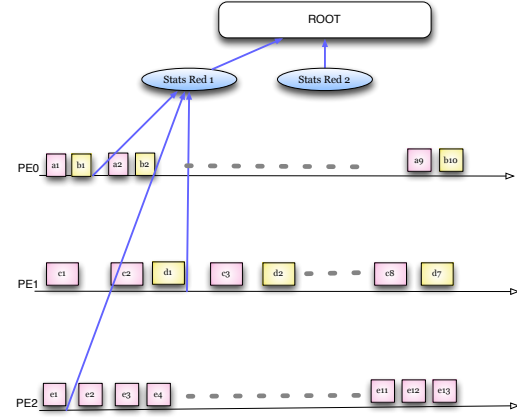 ROOT
Stats Red 1 Stats Red 2
PE0 a1 b1 a2 b2 a9 b10
PE1 c1 c2 d1 c3 d2 c8 d7
PE2 e1 e2 e3 e4 e11 e12 e13